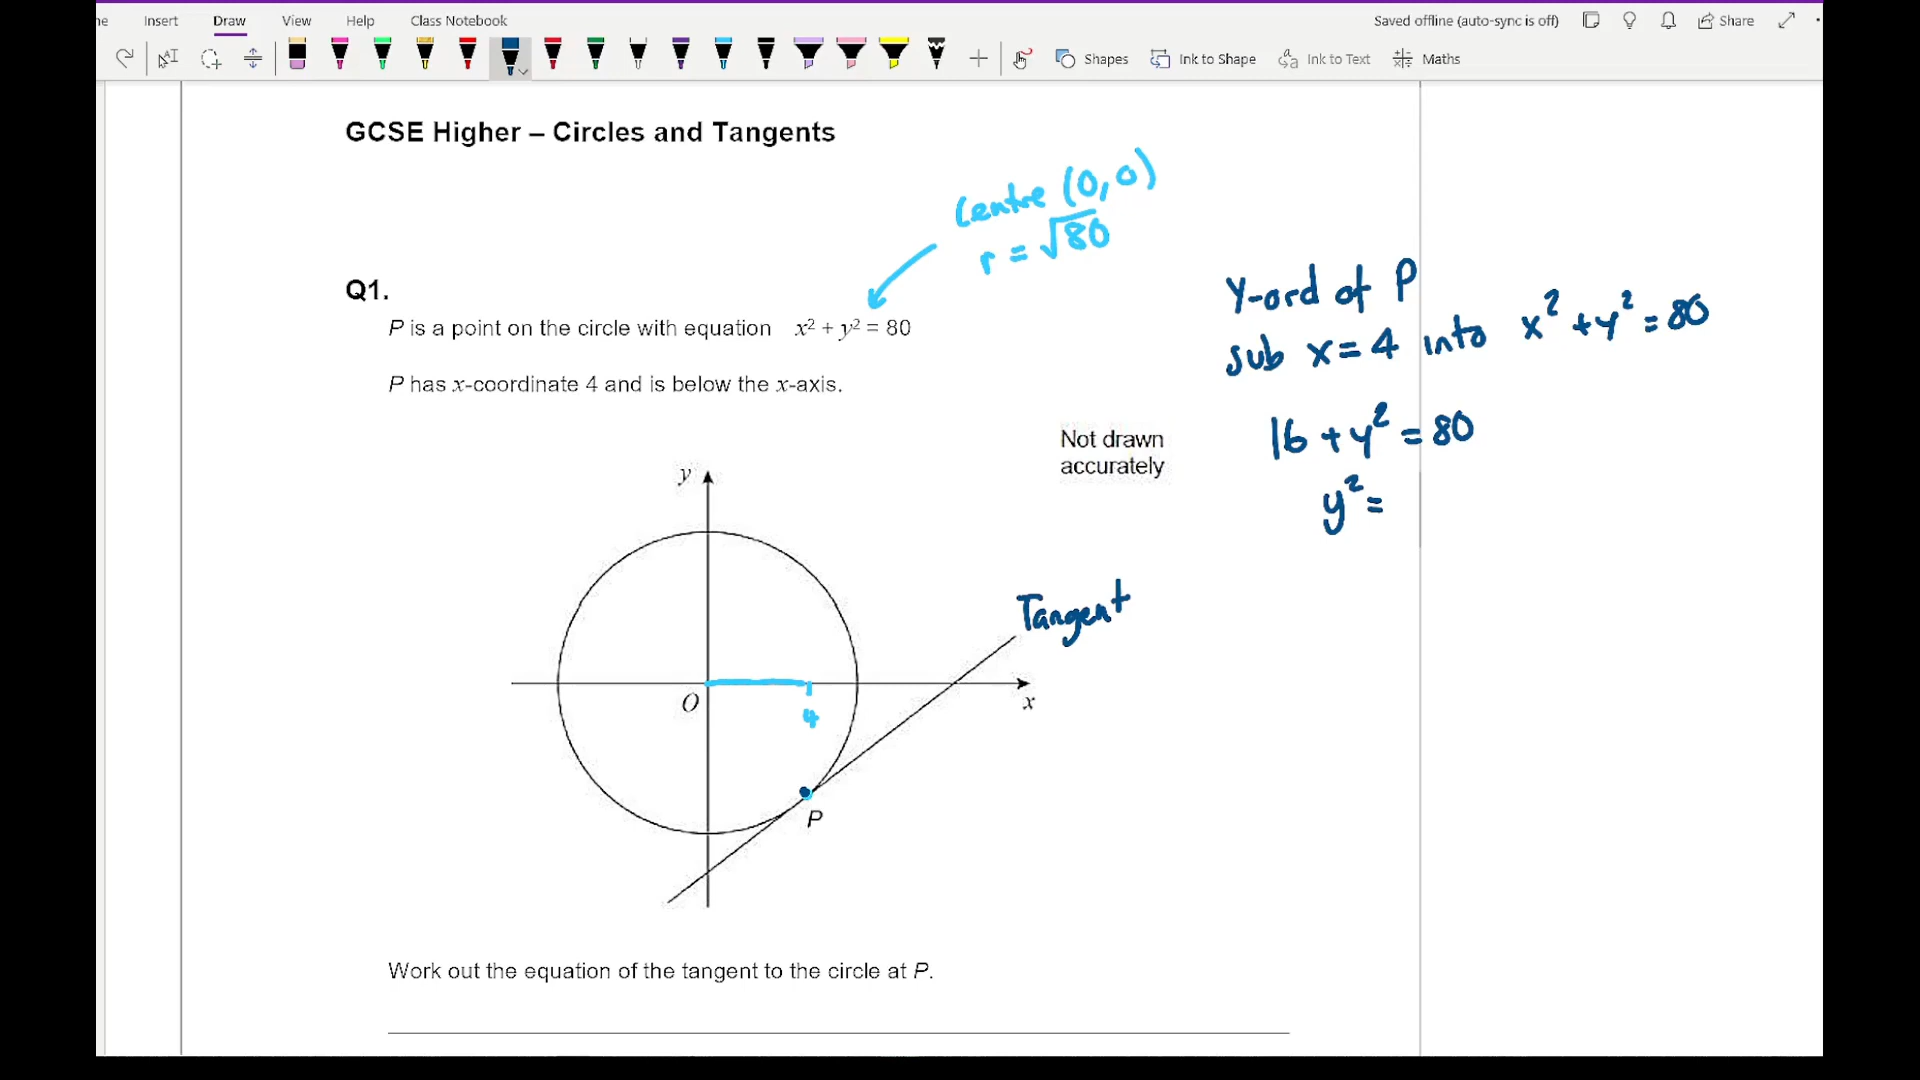 Insert Draw View Help Class Notebook Saved offline (auto-sync is off) Share
Shapes Ink to Shape Ink to Text Maths
GCSE Higher – Circles and Tangents
Centre (0,0)
r = √80
Q1.
P is a point on the circle with equation x² + y² = 80
P has x-coordinate 4 and is below the x-axis.
Y-ord of P
sub x=4 into x² + y² = 80
16 + y² = 80
y² =
Not drawn
accurately
y
Tangent
O
x
4
P
Work out the equation of the tangent to the circle at P.